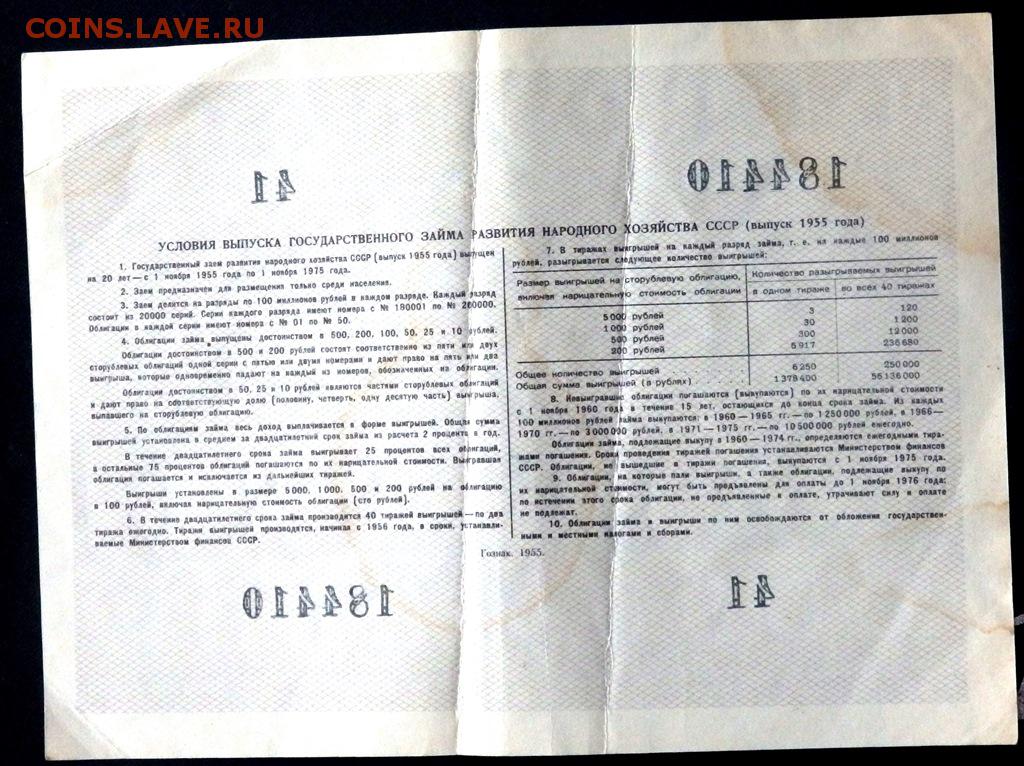 COINS.LAVE.RU
41
184410
УСЛОВИЯ ВЫПУСКА ГОСУДАРСТВЕННОГО ЗАЙМА РАЗВИТИЯ НАРОДНОГО ХОЗЯЙСТВА СССР (выпуск 1955 года)
1. Государственный заем развития народного хозяйства СССР (выпуск 1955 года) выпущен
на 20 лет — с 1 ноября 1955 года по 1 ноября 1975 года.
2. Заем предназначен для размещения только среди населения.
3. Заем делится на разряды по 100 миллионов рублей в каждом разряде. Каждый разряд
состоит из 20000 серий. Серии каждого разряда имеют номера с № 180001 по № 200000.
Облигации в каждой серии имеют номера с № 01 по № 50.
4. Облигации займа выпущены достоинством в 500, 200, 100, 50, 25 и 10 рублей.
Облигации достоинством в 500 и 200 рублей состоят соответственно из пяти или двух
сторублевых облигаций одной серии с пятью или двумя номерами и дают право на пять или два
выигрыша, которые одновременно падают на каждый из номеров, обозначенных на облигации.
Облигации достоинством в 50, 25 и 10 рублей являются частями сторублевых облигаций
и дают право на соответствующую долю (половину, четверть, одну десятую часть) выигрыша,
выпавшего на сторублевую облигацию.
5. По облигациям займа весь доход выплачивается в форме выигрышей. Общая сумма
выигрышей установлена в среднем за двадцатилетний срок займа из расчета 2 процента в год.
В течение двадцатилетнего срока займа выигрывает 25 процентов всех облигаций,
а остальные 75 процентов облигаций погашаются по их нарицательной стоимости. Выигравшая
облигация погашается и исключается из дальнейших тиражей.
Выигрыши установлены в размере 5000, 1000, 500 и 200 рублей на облигацию
в 100 рублей, включая нарицательную стоимость облигации (сто рублей).
6. В течение двадцатилетнего срока займа производится 40 тиражей выигрышей — по два
тиража ежегодно. Тиражи выигрышей производятся, начиная с 1956 года, в сроки, устанавли-
ваемые Министерством финансов СССР.
7. В тиражах выигрышей на каждый разряд займа, т. е. на каждые 100 миллионов
рублей, разыгрывается следующее количество выигрышей:
Размер выигрышей на сторублевую облигацию, включая нарицательную стоимость облигации
Количество разыгрываемых выигрышей
в одном тираже
во всех 40 тиражах
5000 рублей 3 120
1000 рублей 30 1200
500 рублей 300 12000
200 рублей 5917 236680
Общее количество выигрышей 6250 250000
Общая сумма выигрышей (в рублях) 1378400 55136000
8. Невыигравшие облигации погашаются (выкупаются) по их нарицательной стоимости
с 1 ноября 1960 года в течение 15 лет, остающихся до конца срока займа. Из каждых
100 миллионов рублей займа выкупаются: в 1960—1965 гг. — по 1250000 рублей, в 1966—
1970 гг. — по 3000000 рублей, в 1971—1975 гг. — по 10500000 рублей ежегодно.
Облигации займа, подлежащие выкупу в 1960—1974 гг., определяются ежегодными тира-
жами погашения. Сроки проведения тиражей погашения устанавливаются Министерством финансов
СССР. Облигации, не вышедшие в тиражи погашения, выкупаются с 1 ноября 1975 года.
9. Облигации, на которые пали выигрыши, а также облигации, подлежащие выкупу по
их нарицательной стоимости, могут быть предъявлены для оплаты до 1 ноября 1976 года;
по истечении этого срока облигации, не предъявленные к оплате, утрачивают силу и оплате
не подлежат.
10. Облигации займа и выигрыши по ним освобождаются от обложения государствен-
ными и местными налогами и сборами.
Гознак. 1955.
184410
41